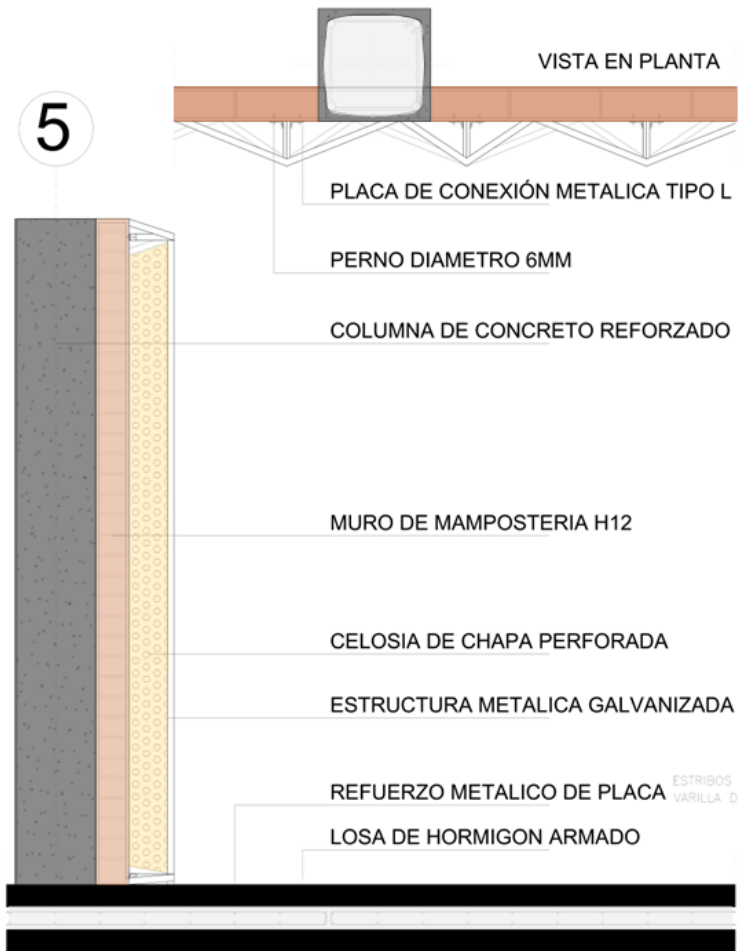 VISTA EN PLANTA
5
PLACA DE CONEXIÓN METALICA TIPO L
PERNO DIAMETRO 6MM
COLUMNA DE CONCRETO REFORZADO
MURO DE MAMPOSTERIA H12
CELOSIA DE CHAPA PERFORADA
ESTRUCTURA METALICA GALVANIZADA
REFUERZO METALICO DE PLACA
ESTRIBOS
VARILLA D
LOSA DE HORMIGON ARMADO